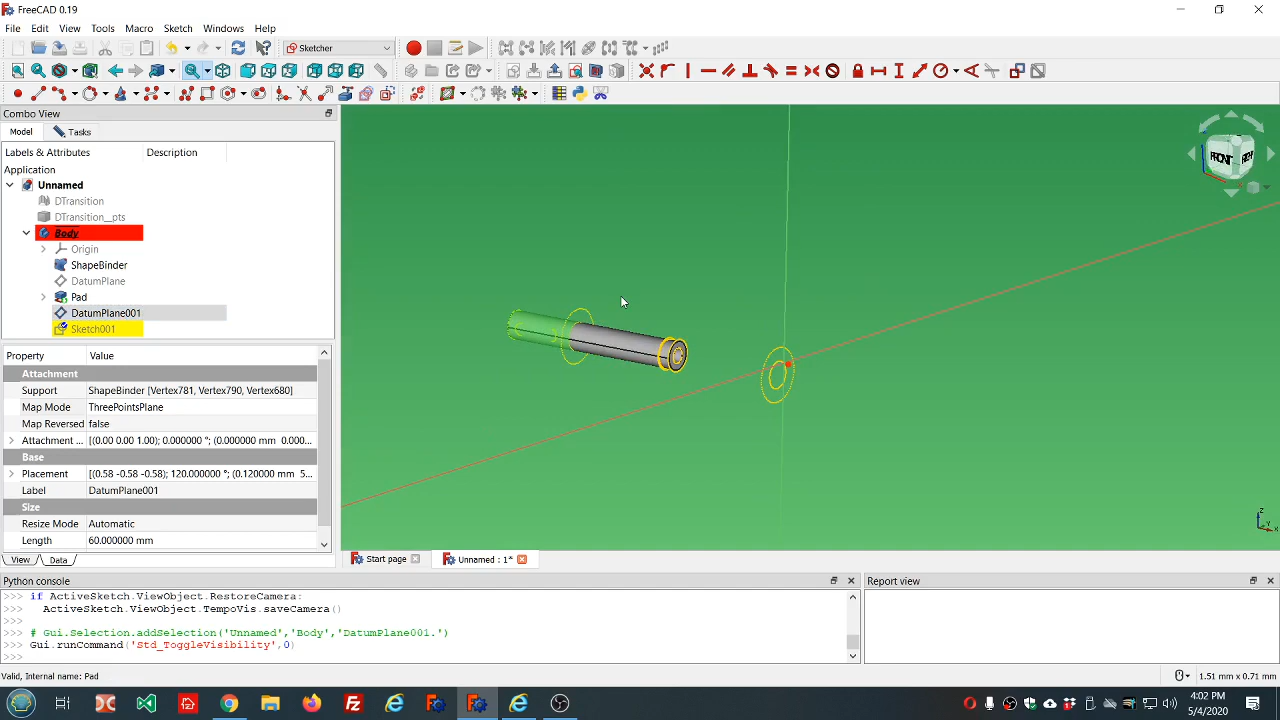 FreeCAD 0.19
File Edit View Tools Macro Sketch Windows Help
Sketcher
Combo View
Model Tasks
Labels & Attributes Description
Application
Unnamed
DTransition
DTransition__pts
Body
Origin
ShapeBinder
DatumPlane
Pad
DatumPlane001
Sketch001
Property Value
Attachment
Support ShapeBinder [Vertex781, Vertex790, Vertex680]
Map Mode ThreePointsPlane
Map Reversed false
Attachment ... [(0.00 0.00 1.00); 0.000000 °; (0.000000 mm 0.000...
Base
Placement [(0.58 -0.58 -0.58); 120.000000 °; (0.120000 mm 5...
Label DatumPlane001
Size
Resize Mode Automatic
Length 60.000000 mm
View Data
FRONT
Z
Y
X
Start page Unnamed : 1*
Python console
>>> if ActiveSketch.ViewObject.RestoreCamera:
>>> ActiveSketch.ViewObject.TempoVis.saveCamera()
>>>
>>> # Gui.Selection.addSelection('Unnamed','Body','DatumPlane001.')
>>> Gui.runCommand('Std_ToggleVisibility',0)
>>>
Report view
Valid, Internal name: Pad
1.51 mm x 0.71 mm
4:02 PM
5/4/2020